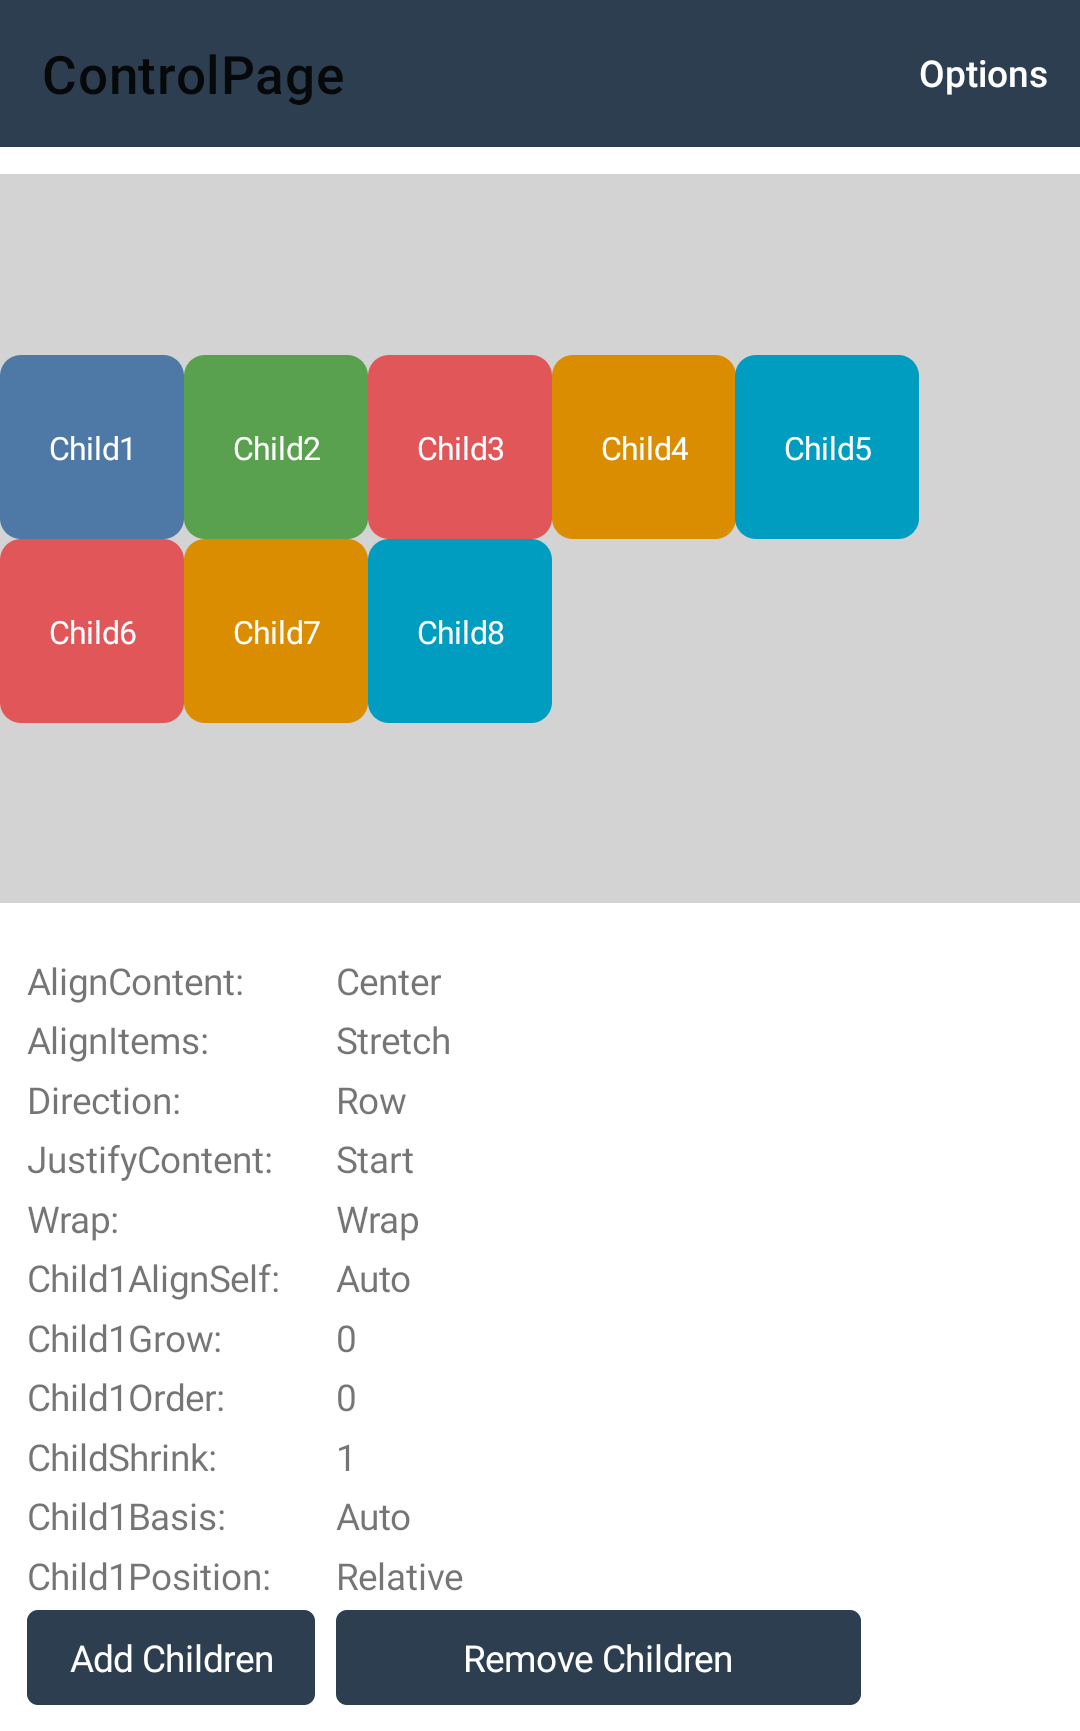 ControlPage Options
Child1 Child2 Child3 Child4 Child5
Child6 Child7 Child8
AlignContent: Center
AlignItems: Stretch
Direction: Row
JustifyContent: Start
Wrap: Wrap
Child1AlignSelf: Auto
Child1Grow: 0
Child1Order: 0
ChildShrink: 1
Child1Basis: Auto
Child1Position: Relative
Add Children Remove Children